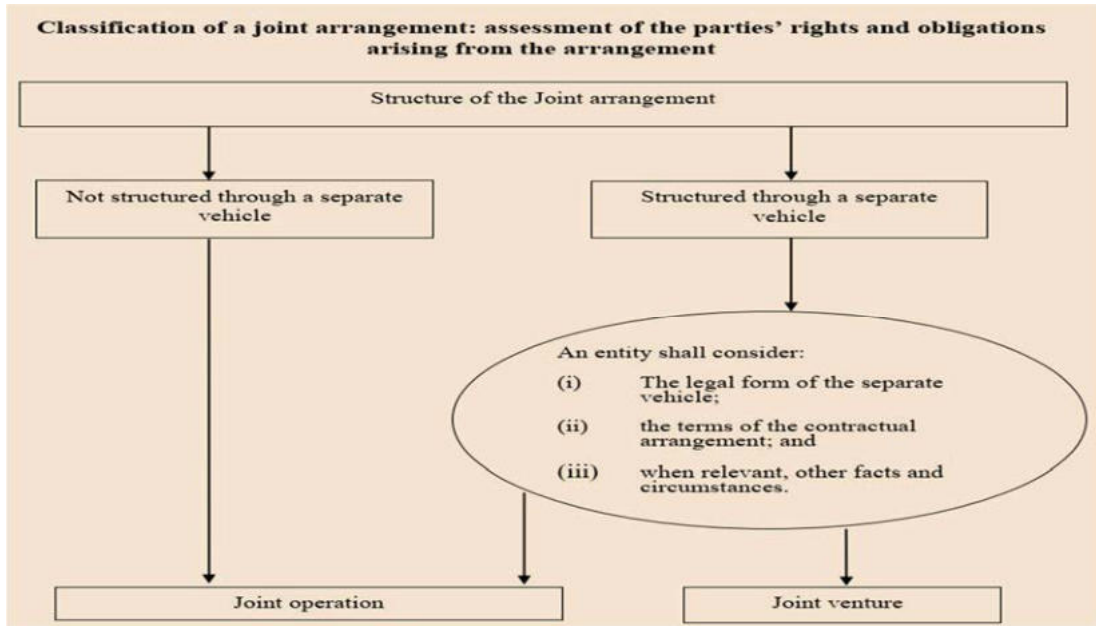 Classification of a joint arrangement: assessment of the parties’ rights and obligations
arising from the arrangement
Structure of the Joint arrangement
Not structured through a separate
vehicle
Structured through a separate
vehicle
An entity shall consider:
(i) The legal form of the separate
vehicle;
(ii) the terms of the contractual
arrangement; and
(iii) when relevant, other facts and
circumstances.
Joint operation
Joint venture